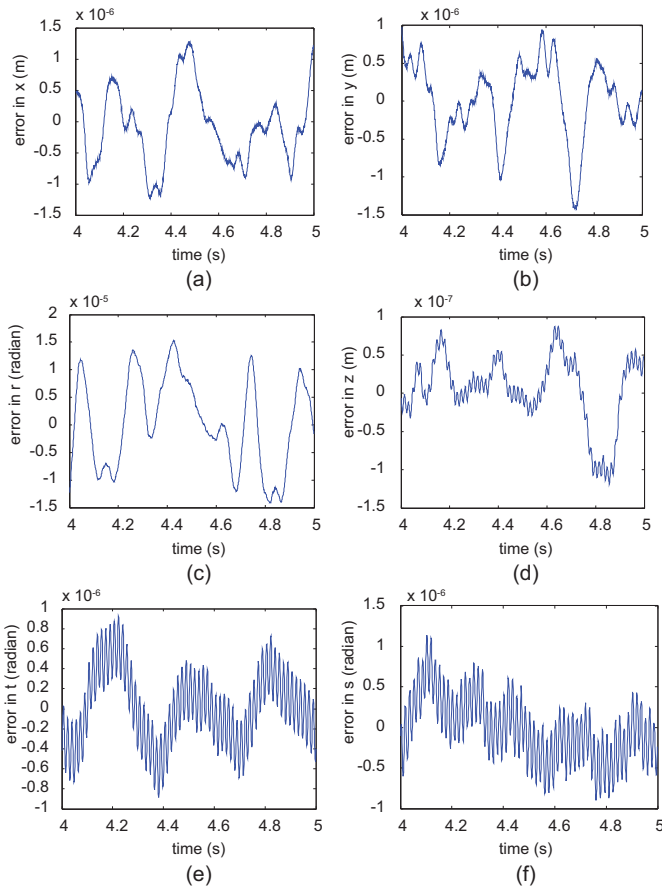 x 10-6
1.5
1
0.5
0
-0.5
-1
-1.5
error in x (m)
4 4.2 4.4 4.6 4.8 5
time (s)
(a)
x 10-6
1
0.5
0
-0.5
-1
-1.5
error in y (m)
4 4.2 4.4 4.6 4.8 5
time (s)
(b)
x 10-5
2
1.5
1
0.5
0
-0.5
-1
-1.5
error in r (radian)
4 4.2 4.4 4.6 4.8 5
time (s)
(c)
x 10-7
1
0.5
0
-0.5
-1
-1.5
error in z (m)
4 4.2 4.4 4.6 4.8 5
time (s)
(d)
x 10-6
1
0.8
0.6
0.4
0.2
0
-0.2
-0.4
-0.6
-0.8
-1
error in t (radian)
4 4.2 4.4 4.6 4.8 5
time (s)
(e)
x 10-6
1.5
1
0.5
0
-0.5
-1
error in s (radian)
4 4.2 4.4 4.6 4.8 5
time (s)
(f)